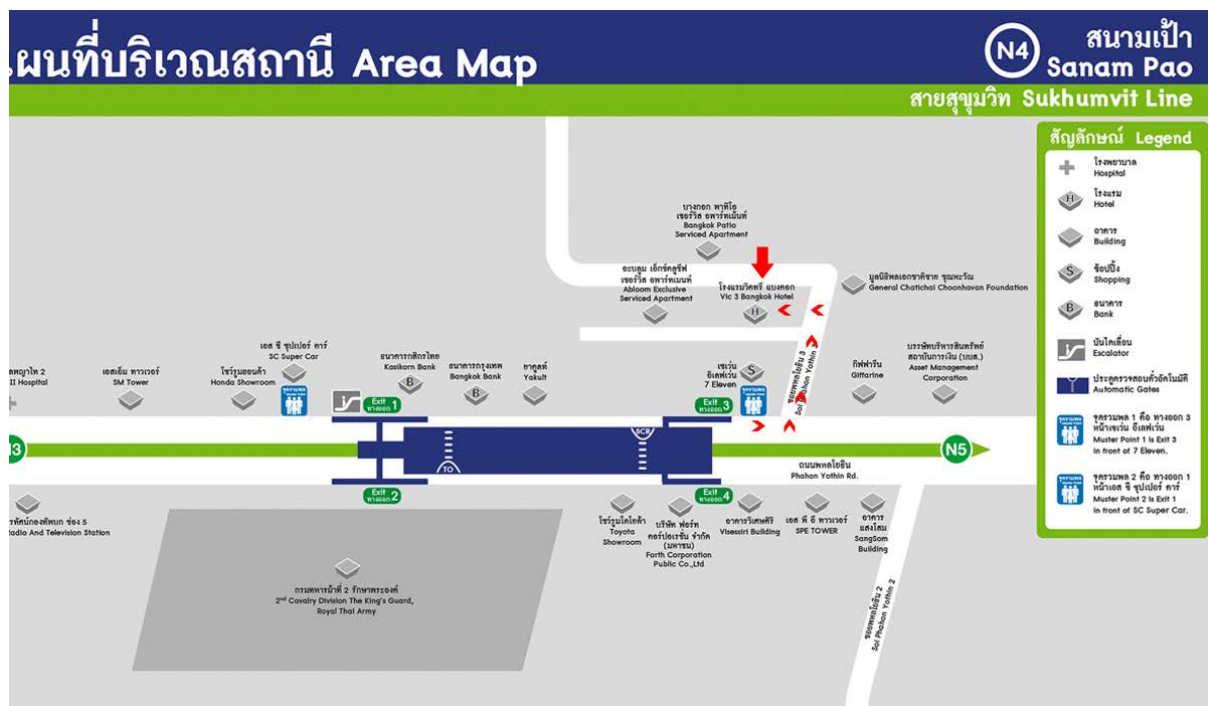 แผนที่บริเวณสถานี Area Map
N4
สนามเป้า
Sanam Pao
สายสุขุมวิท Sukhumvit Line
สัญลักษณ์ Legend
โรงพยาบาล
Hospital
H
โรงแรม
Hotel
อาคาร
Building
S
ช้อปปิ้ง
Shopping
B
ธนาคาร
Bank
บันไดเลื่อน
Escalator
ประตูตรวจสอบตั๋วอัตโนมัติ
Automatic Gates
จุดรวมพล 1 คือ ทางออก 3
หน้าเซเว่น อีเลฟเว่น
Muster Point 1 is Exit 3
in front of 7 Eleven.
จุดรวมพล 2 คือ ทางออก 1
หน้าเอส ซี ซุปเปอร์ คาร์
Muster Point 2 is Exit 1
in front of SC Super Car.
บางกอก พาทิโอ
เซอร์วิส อพาร์ทเม้นท์
Bangkok Patio
Serviced Apartment
อะบลูม เอ็กซ์คลูซีฟ
เซอร์วิส อพาร์ทเมนท์
Abloom Exclusive
Serviced Apartment
โรงแรมวิคทรี แบงคอก
Vic 3 Bangkok Hotel
H
มูลนิธิพลเอกชาติชาย ชุณหะวัณ
General Chatichai Choonhavan Foundation
พญาไท 2
II Hospital
เอสเอ็ม ทาวเวอร์
SM Tower
โชว์รูมฮอนด้า
Honda Showroom
เอส ซี ซุปเปอร์ คาร์
SC Super Car
ธนาคารกสิกรไทย
Kasikorn Bank
B
ธนาคารกรุงเทพ
Bangkok Bank
B
ยาคูลท์
Yakult
เซเว่น
อีเลฟเว่น
7 Eleven
S
ซอยพหลโยธิน 3
Soi Phahon Yothin 3
กิฟฟารีน
Giffarine
บรรษัทบริหารสินทรัพย์
สถาบันการเงิน (บบส.)
Asset Management
Corporation
Exit
ทางออก 1
Exit
ทางออก 3
N3
TO
SCR
N5
ถนนพหลโยธิน
Phahon Yothin Rd.
Exit
ทางออก 2
Exit
ทางออก 4
ทัศน์กองทัพบก ช่อง 5
Radio And Television Station
โชว์รูมโตโยต้า
Toyota
Showroom
บริษัท ฟอร์ท
คอร์ปอเรชั่น จำกัด
(มหาชน)
Forth Corporation
Public Co.,Ltd
อาคารวิเศษศิริ
Visessiri Building
เอส พี อี ทาวเวอร์
SPE TOWER
อาคาร
แสงโสม
SangSom
Building
กรมทหารม้าที่ 2 รักษาพระองค์
2nd Cavalry Division The King's Guard,
Royal Thai Army
ซอยพหลโยธิน 2
Soi Phahon Yothin 2